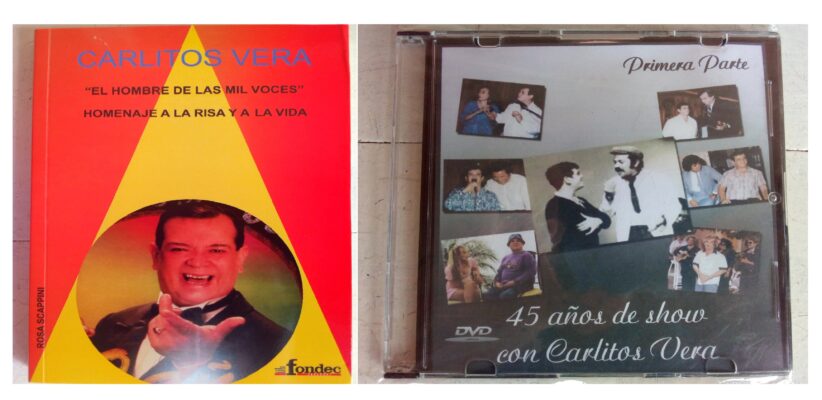 CARLITOS VERA
"EL HOMBRE DE LAS MIL VOCES"
HOMENAJE A LA RISA Y A LA VIDA
ROSA SCAPPINI
fondec
Primera Parte
45 años de show
con Carlitos Vera
DVD